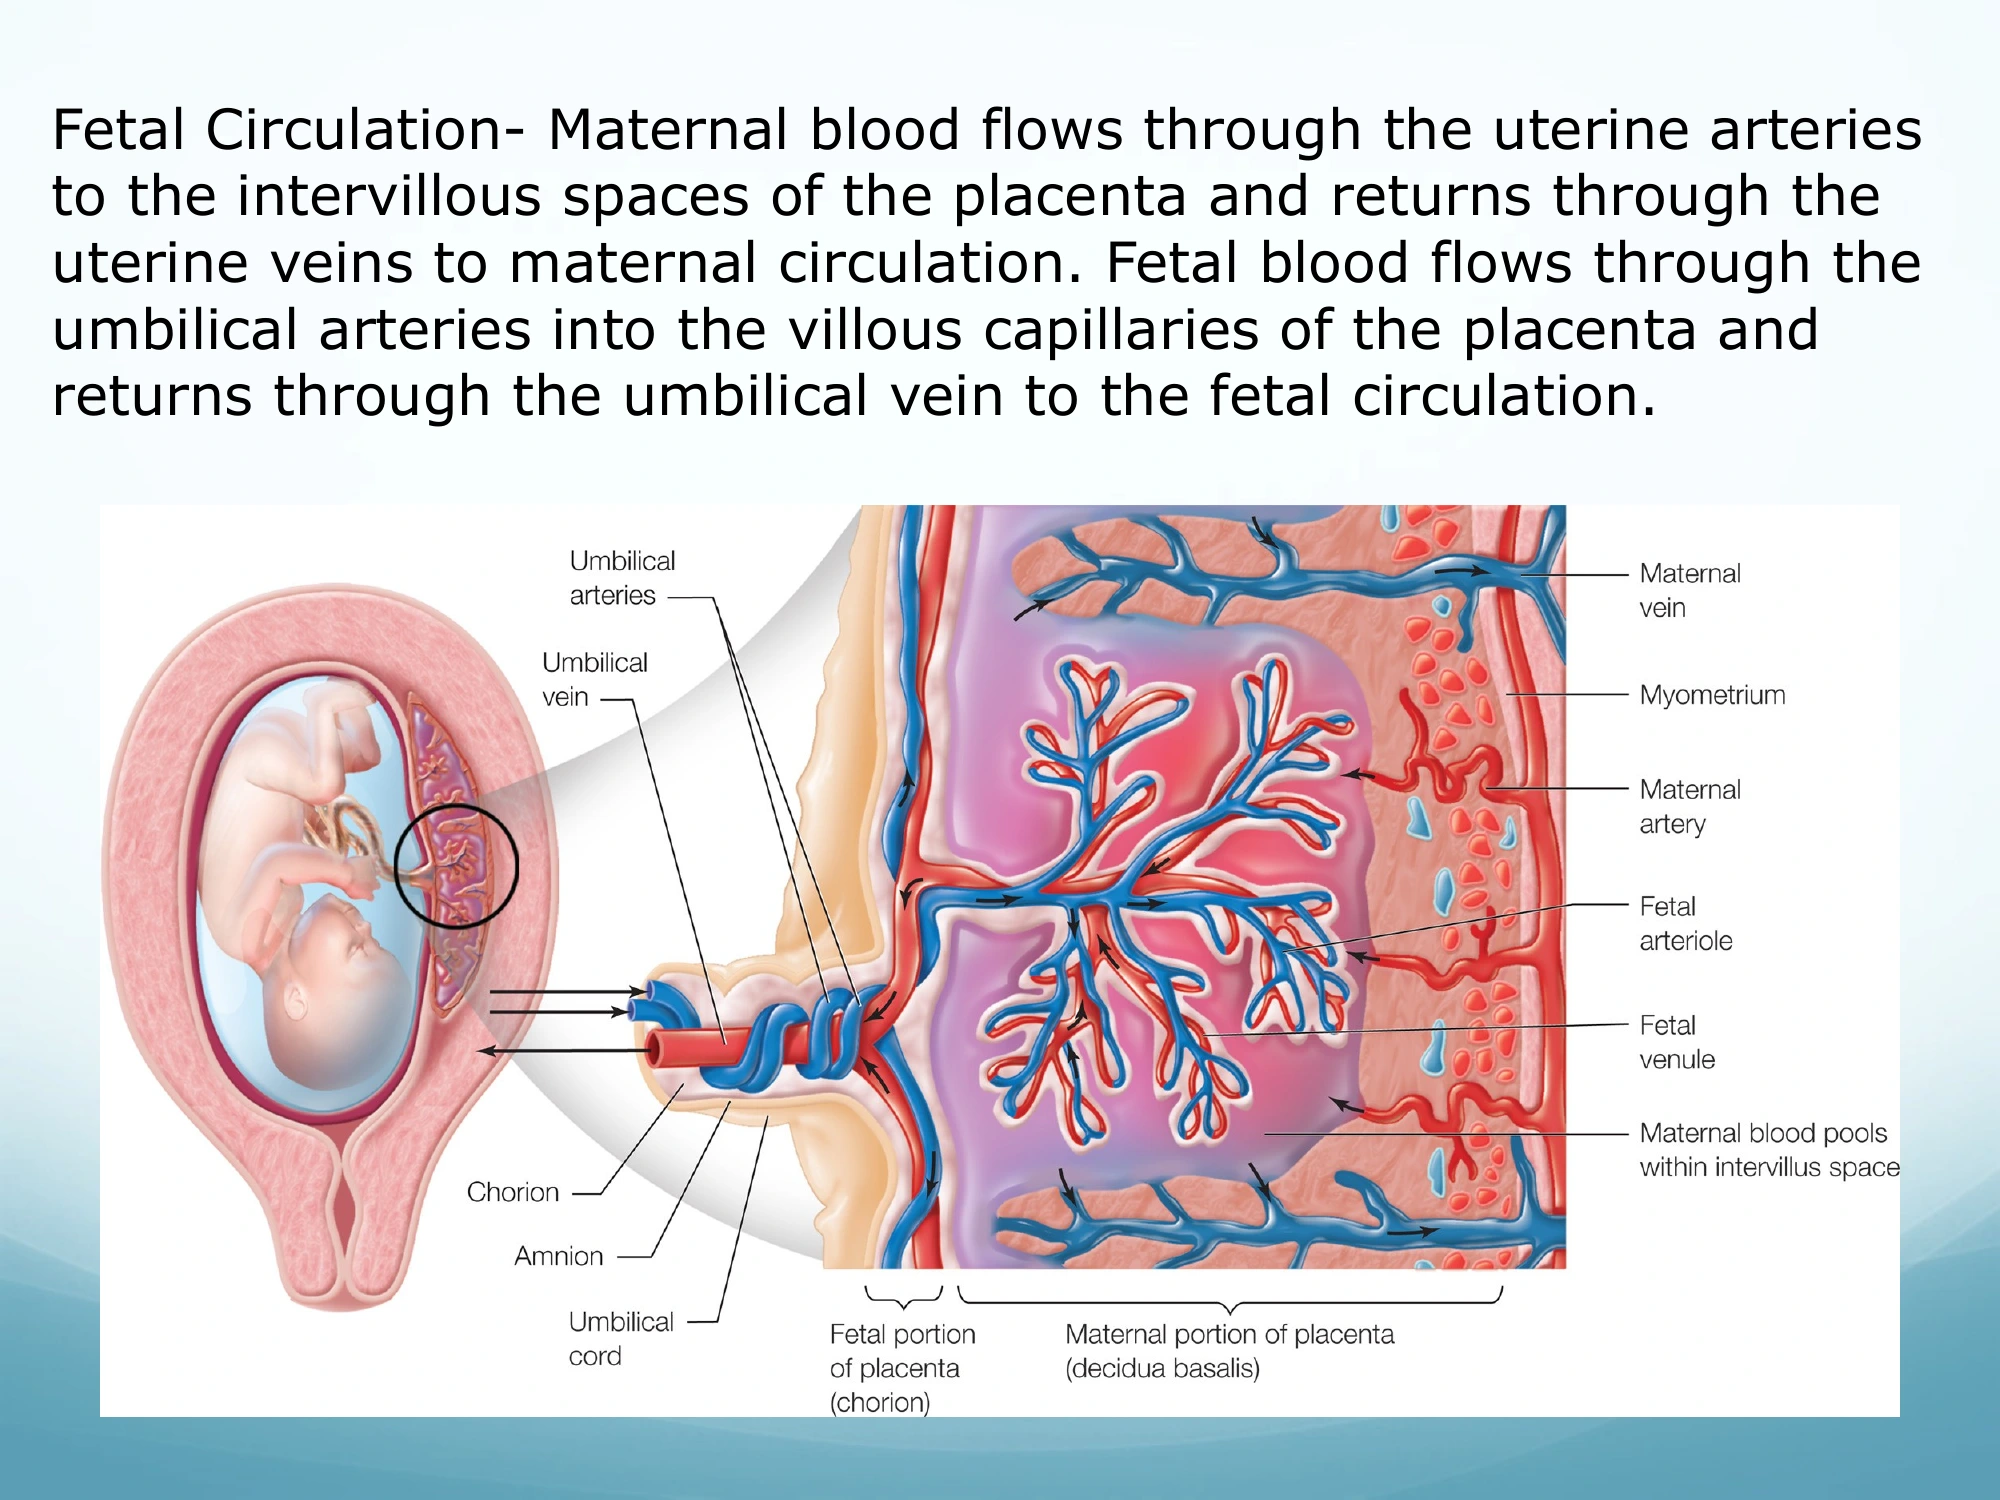 Fetal Circulation- Maternal blood flows through the uterine arteries
to the intervillous spaces of the placenta and returns through the
uterine veins to maternal circulation. Fetal blood flows through the
umbilical arteries into the villous capillaries of the placenta and
returns through the umbilical vein to the fetal circulation.
Umbilical
arteries
Umbilical
vein
Chorion
Amnion
Umbilical
cord
Fetal portion
of placenta
(chorion)
Maternal portion of placenta
(decidua basalis)
Maternal
vein
Myometrium
Maternal
artery
Fetal
arteriole
Fetal
venule
Maternal blood pools
within intervillus space